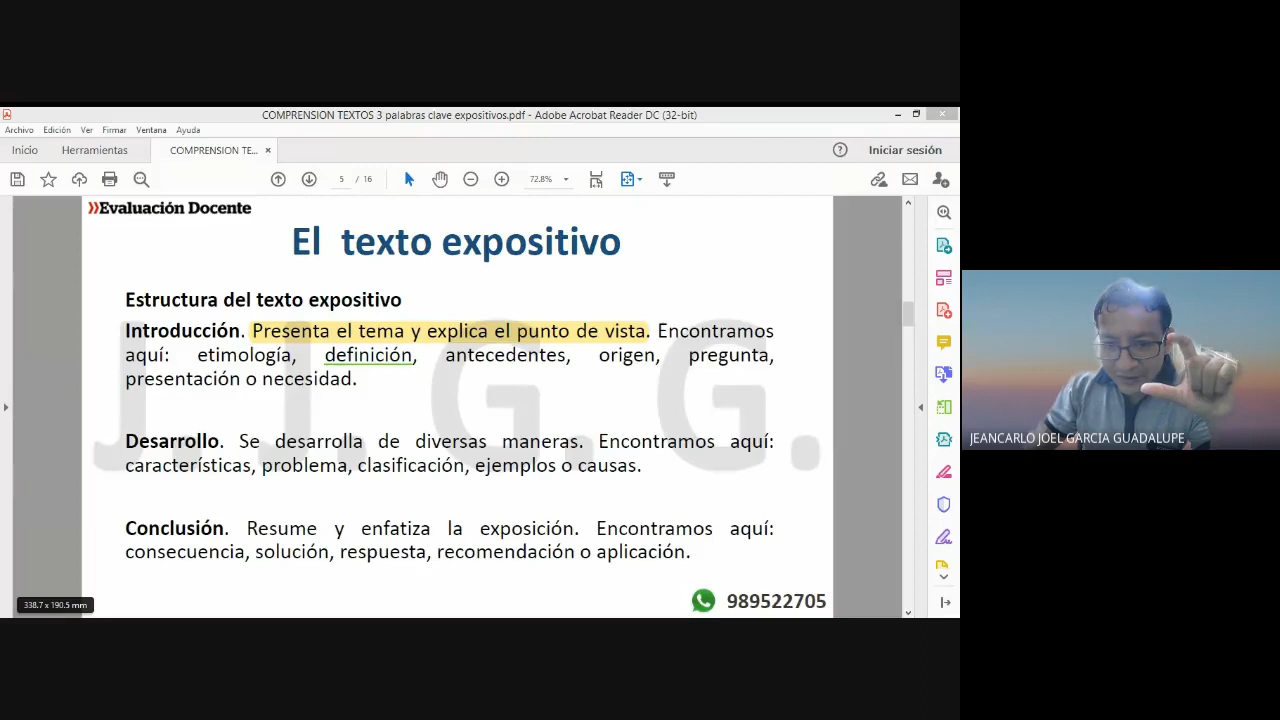 COMPRENSION TEXTOS 3 palabras clave expositivos.pdf - Adobe Acrobat Reader DC (32-bit)
Archivo Edición Ver Firmar Ventana Ayuda
Inicio Herramientas COMPRENSION TE... × Iniciar sesión
5 / 16 72.8%
»Evaluación Docente
El texto expositivo
Estructura del texto expositivo
Introducción. Presenta el tema y explica el punto de vista. Encontramos
aquí: etimología, definición, antecedentes, origen, pregunta,
presentación o necesidad.
Desarrollo. Se desarrolla de diversas maneras. Encontramos aquí:
características, problema, clasificación, ejemplos o causas.
Conclusión. Resume y enfatiza la exposición. Encontramos aquí:
consecuencia, solución, respuesta, recomendación o aplicación.
J. J. G. G.
989522705
338.7 x 190.5 mm
JEANCARLO JOEL GARCIA GUADALUPE